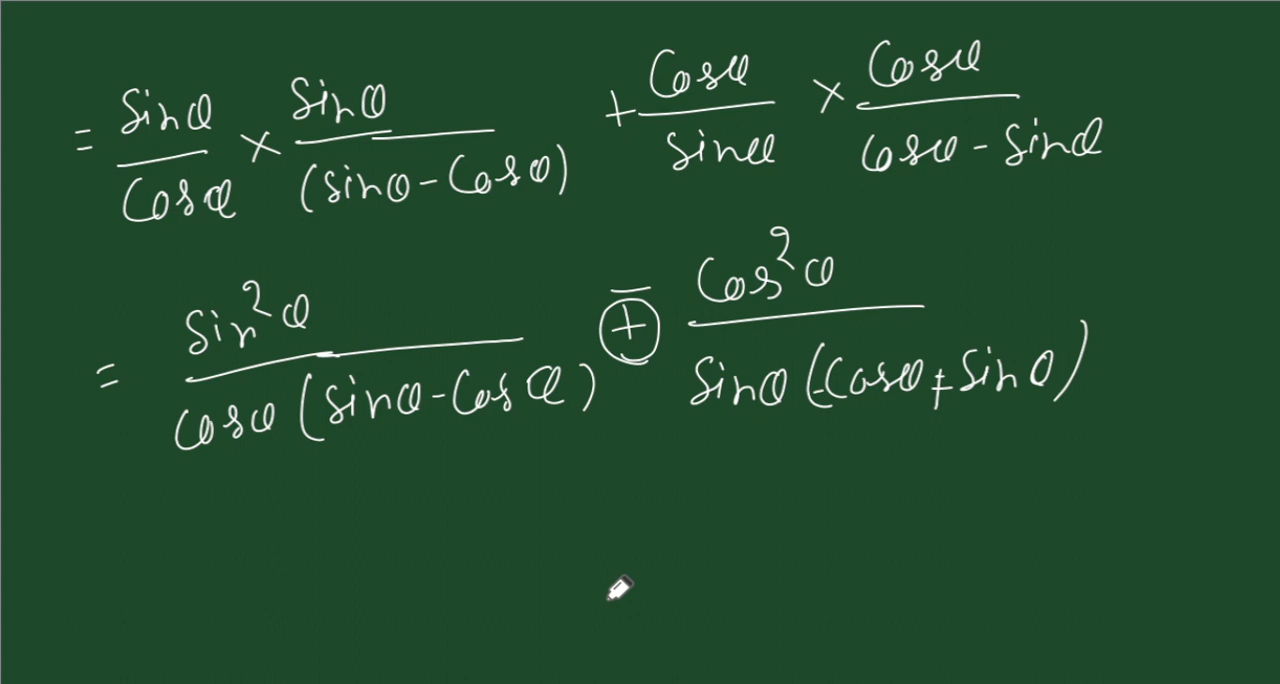 = sinθ/cosθ × sinθ/(sinθ-cosθ) + cosθ/sinθ × cosθ/cosθ-sinθ
= sin²θ/cosθ(sinθ-cosθ) ∓ cos²θ/sinθ(-cosθ±sinθ)